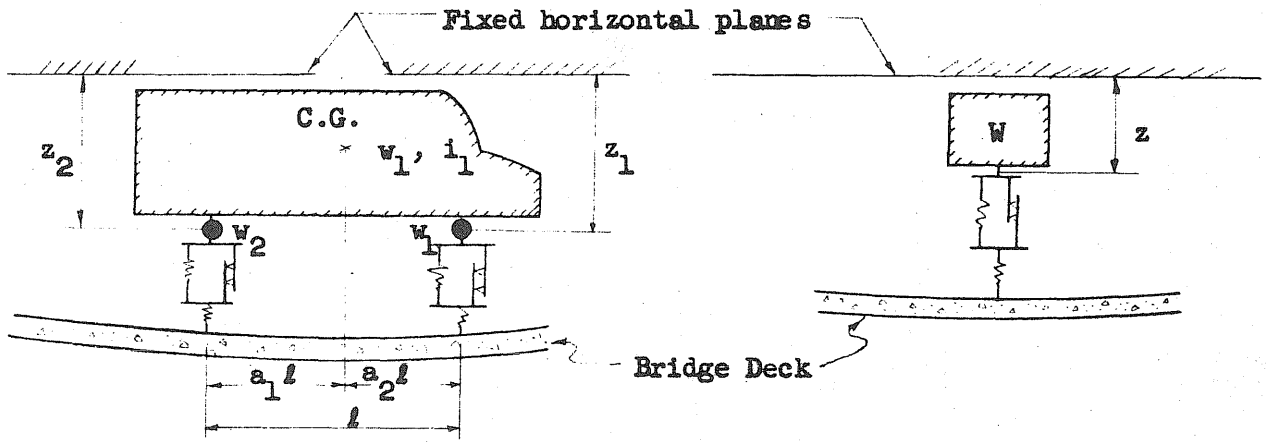 Fixed horizontal planes
C.G.
w₁, i₁
W
z₂
z₁
z
w₂
w₁
Bridge Deck
a₁ℓ
a₂ℓ
ℓ